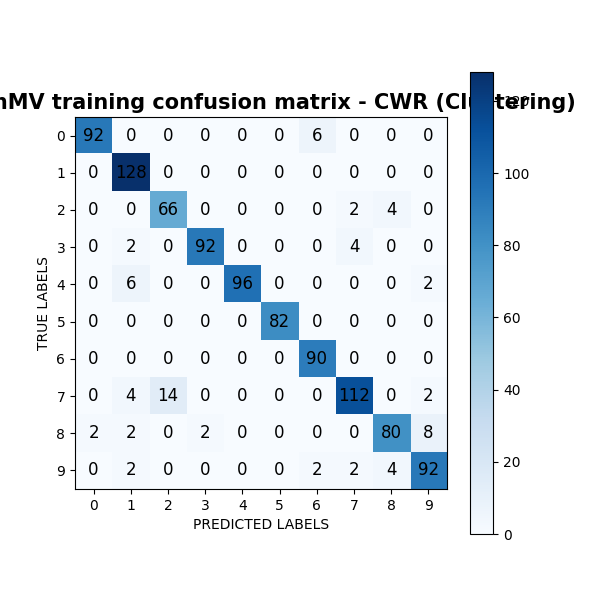 MV training confusion matrix - CWR (Clustering)
0 92 0 0 0 0 0 6 0 0 0
1 0 128 0 0 0 0 0 0 0 0
2 0 0 66 0 0 0 0 2 4 0
3 0 2 0 92 0 0 0 4 0 0
4 0 6 0 0 96 0 0 0 0 2
5 0 0 0 0 0 82 0 0 0 0
6 0 0 0 0 0 0 90 0 0 0
7 0 4 14 0 0 0 0 112 0 2
8 2 2 0 2 0 0 0 0 80 8
9 0 2 0 0 0 0 2 2 4 92
0 1 2 3 4 5 6 7 8 9
TRUE LABELS
PREDICTED LABELS
120
100
80
60
40
20
0